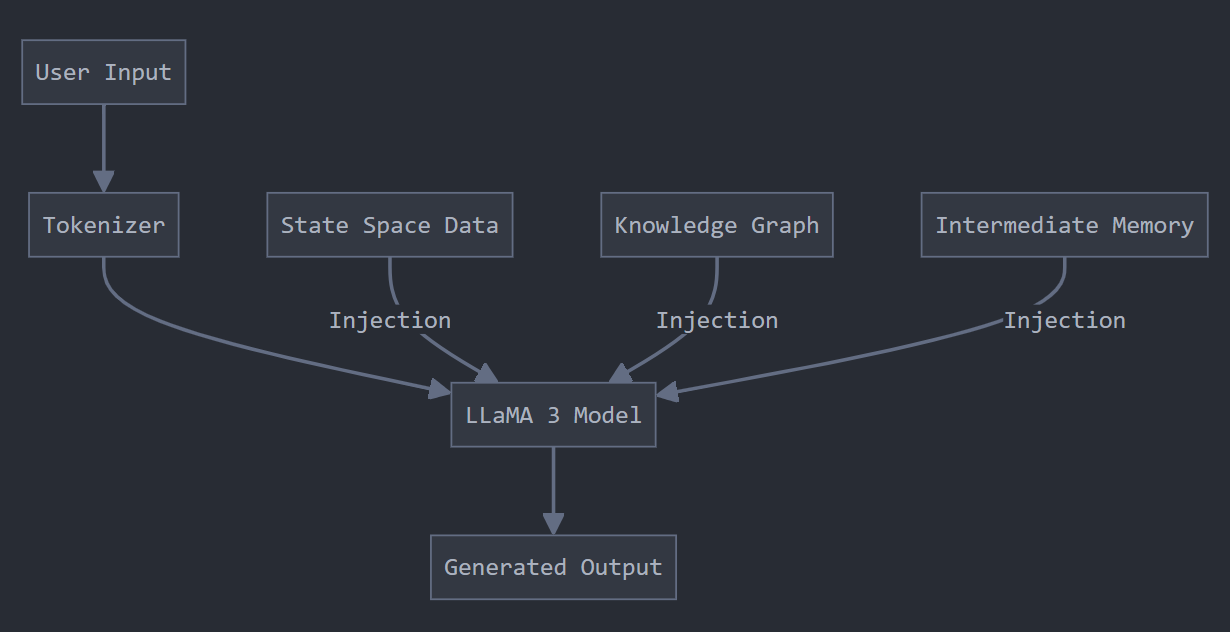 User Input
Tokenizer
State Space Data
Knowledge Graph
Intermediate Memory
Injection
Injection
Injection
LLaMA 3 Model
Generated Output